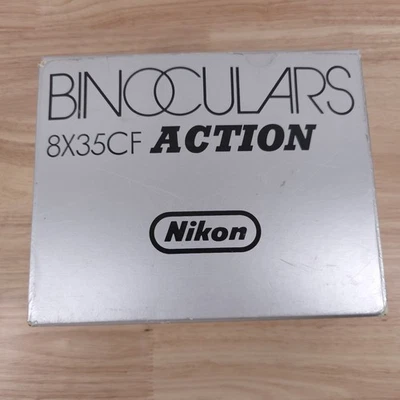 BINOCULARS
8X35CF ACTION
Nikon